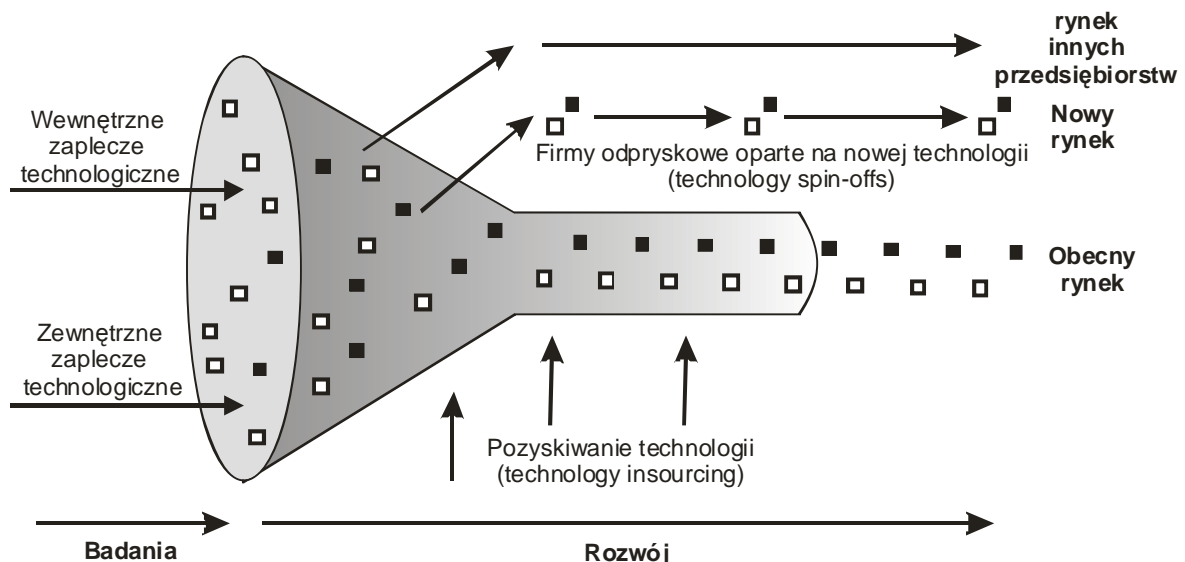 rynek
innych
przedsiębiorstw
Nowy
rynek
Wewnętrzne
zaplecze
technologiczne
Firmy odpryskowe oparte na nowej technologii
(technology spin-offs)
Obecny
rynek
Zewnętrzne
zaplecze
technologiczne
Pozyskiwanie technologii
(technology insourcing)
Badania
Rozwój